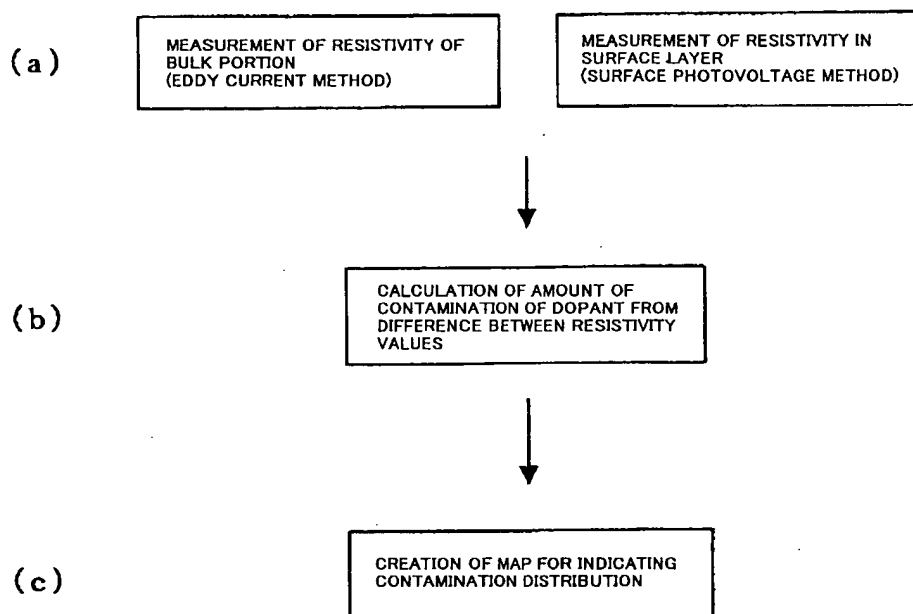 (a)
MEASUREMENT OF RESISTIVITY OF
BULK PORTION
(EDDY CURRENT METHOD)
MEASUREMENT OF RESISTIVITY IN
SURFACE LAYER
(SURFACE PHOTOVOLTAGE METHOD)
(b)
CALCULATION OF AMOUNT OF
CONTAMINATION OF DOPANT FROM
DIFFERENCE BETWEEN RESISTIVITY
VALUES
(c)
CREATION OF MAP FOR INDICATING
CONTAMINATION DISTRIBUTION